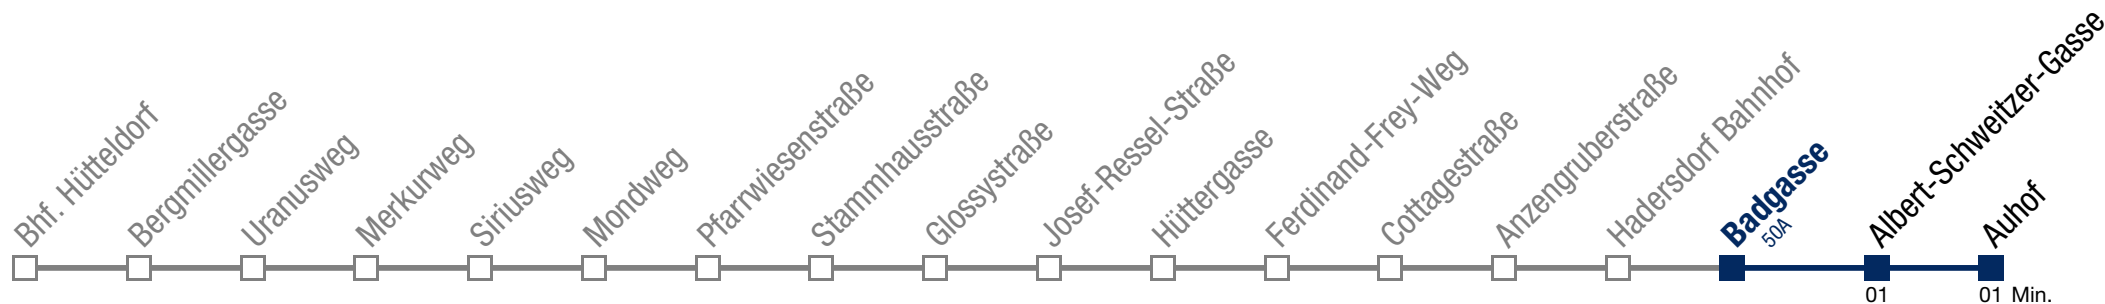 Bhf. Hütteldorf
Bergmillergasse
Uranusweg
Merkurweg
Siriusweg
Mondweg
Pfarrwiesenstraße
Stammhausstraße
Glossystraße
Josef-Ressel-Straße
Hüttergasse
Ferdinand-Frey-Weg
Cottagestraße
Anzengruberstraße
Hadersdorf Bahnhof
Badgasse
50A
Albert-Schweitzer-Gasse
Auhof
01
01 Min.